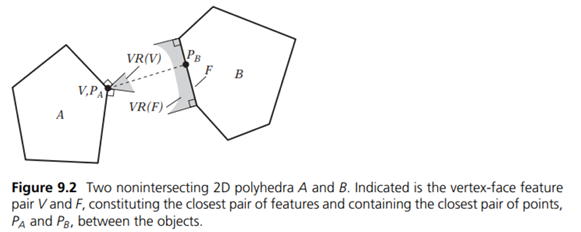 VR(V)
P_B
F
B
V,P_A
VR(F)
A
Figure 9.2 Two nonintersecting 2D polyhedra A and B. Indicated is the vertex-face feature
pair V and F, constituting the closest pair of features and containing the closest pair of points,
P_A and P_B, between the objects.